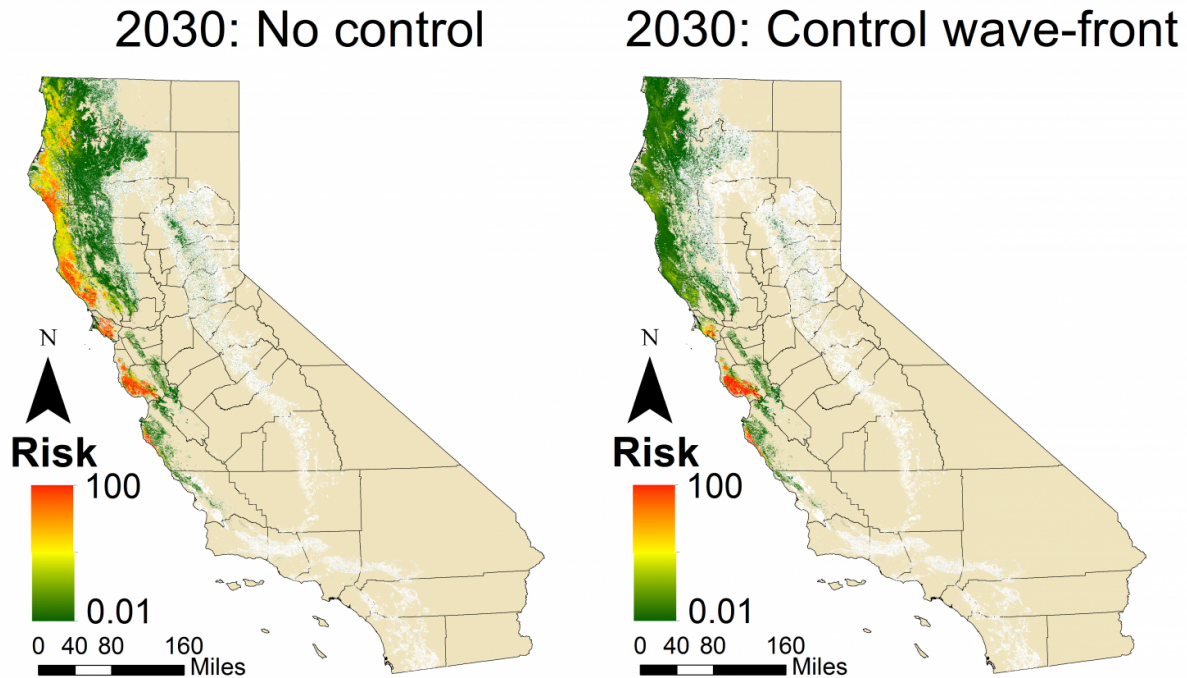 2030: No control
N
Risk
100
0.01
0 40 80 160
Miles
2030: Control wave-front
N
Risk
100
0.01
0 40 80 160
Miles